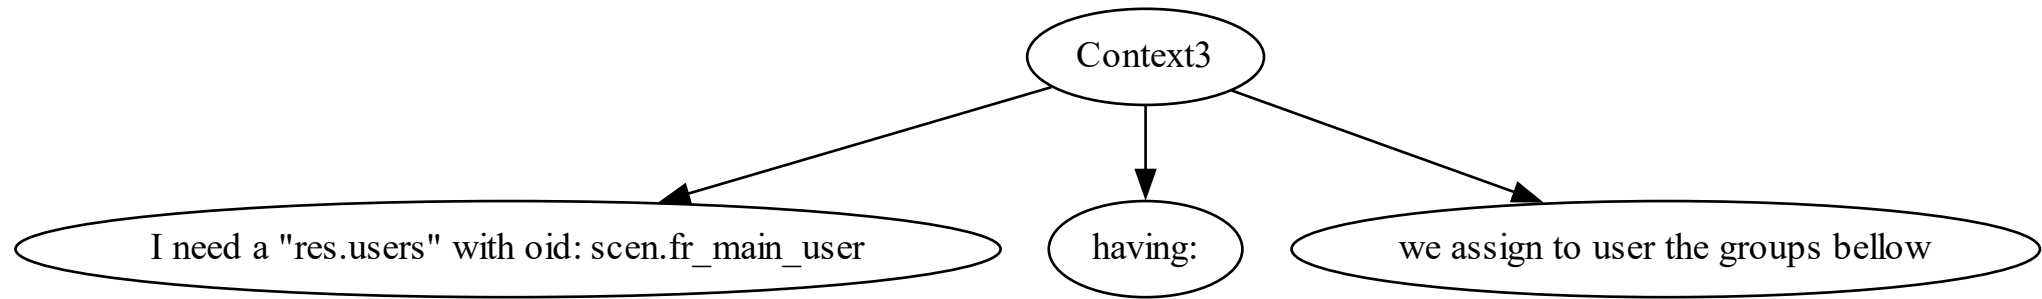 Context3
I need a "res.users" with oid: scen.fr_main_user
having:
we assign to user the groups bellow